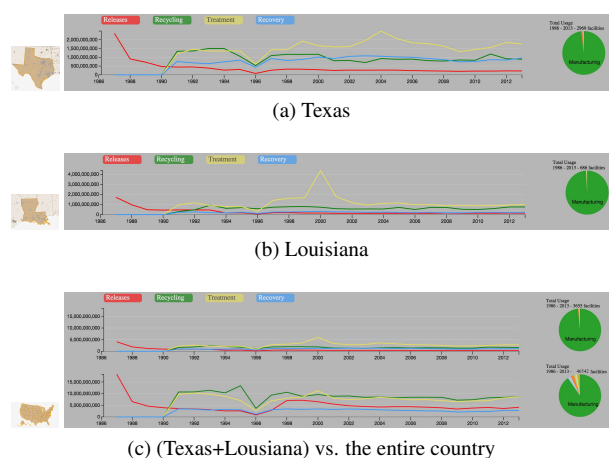 Releases Recycling Treatment Recovery
Total Usage
1986 - 2013 - 2969 facilities
2,000,000,000
1,500,000,000
1,000,000,000
500,000,000
0
Manufacturing
1986 1988 1990 1992 1994 1996 1998 2000 2002 2004 2006 2008 2010 2012
(a) Texas
Releases Recycling Treatment Recovery
Total Usage
1986 - 2013 - 686 facilities
4,000,000,000
3,000,000,000
2,000,000,000
1,000,000,000
0
Manufacturing
1986 1988 1990 1992 1994 1996 1998 2000 2002 2004 2006 2008 2010 2012
(b) Louisiana
Releases Recycling Treatment Recovery
Total Usage
1986 - 2013 - 3655 facilities
15,000,000,000
10,000,000,000
5,000,000,000
0
Manufacturing
1986 1988 1990 1992 1994 1996 1998 2000 2002 2004 2006 2008 2010 2012
Total Usage
1986 - 2013 - 46142 facilities
15,000,000,000
10,000,000,000
5,000,000,000
0
Manufacturing
1986 1988 1990 1992 1994 1996 1998 2000 2002 2004 2006 2008 2010 2012
(c) (Texas+Lousiana) vs. the entire country